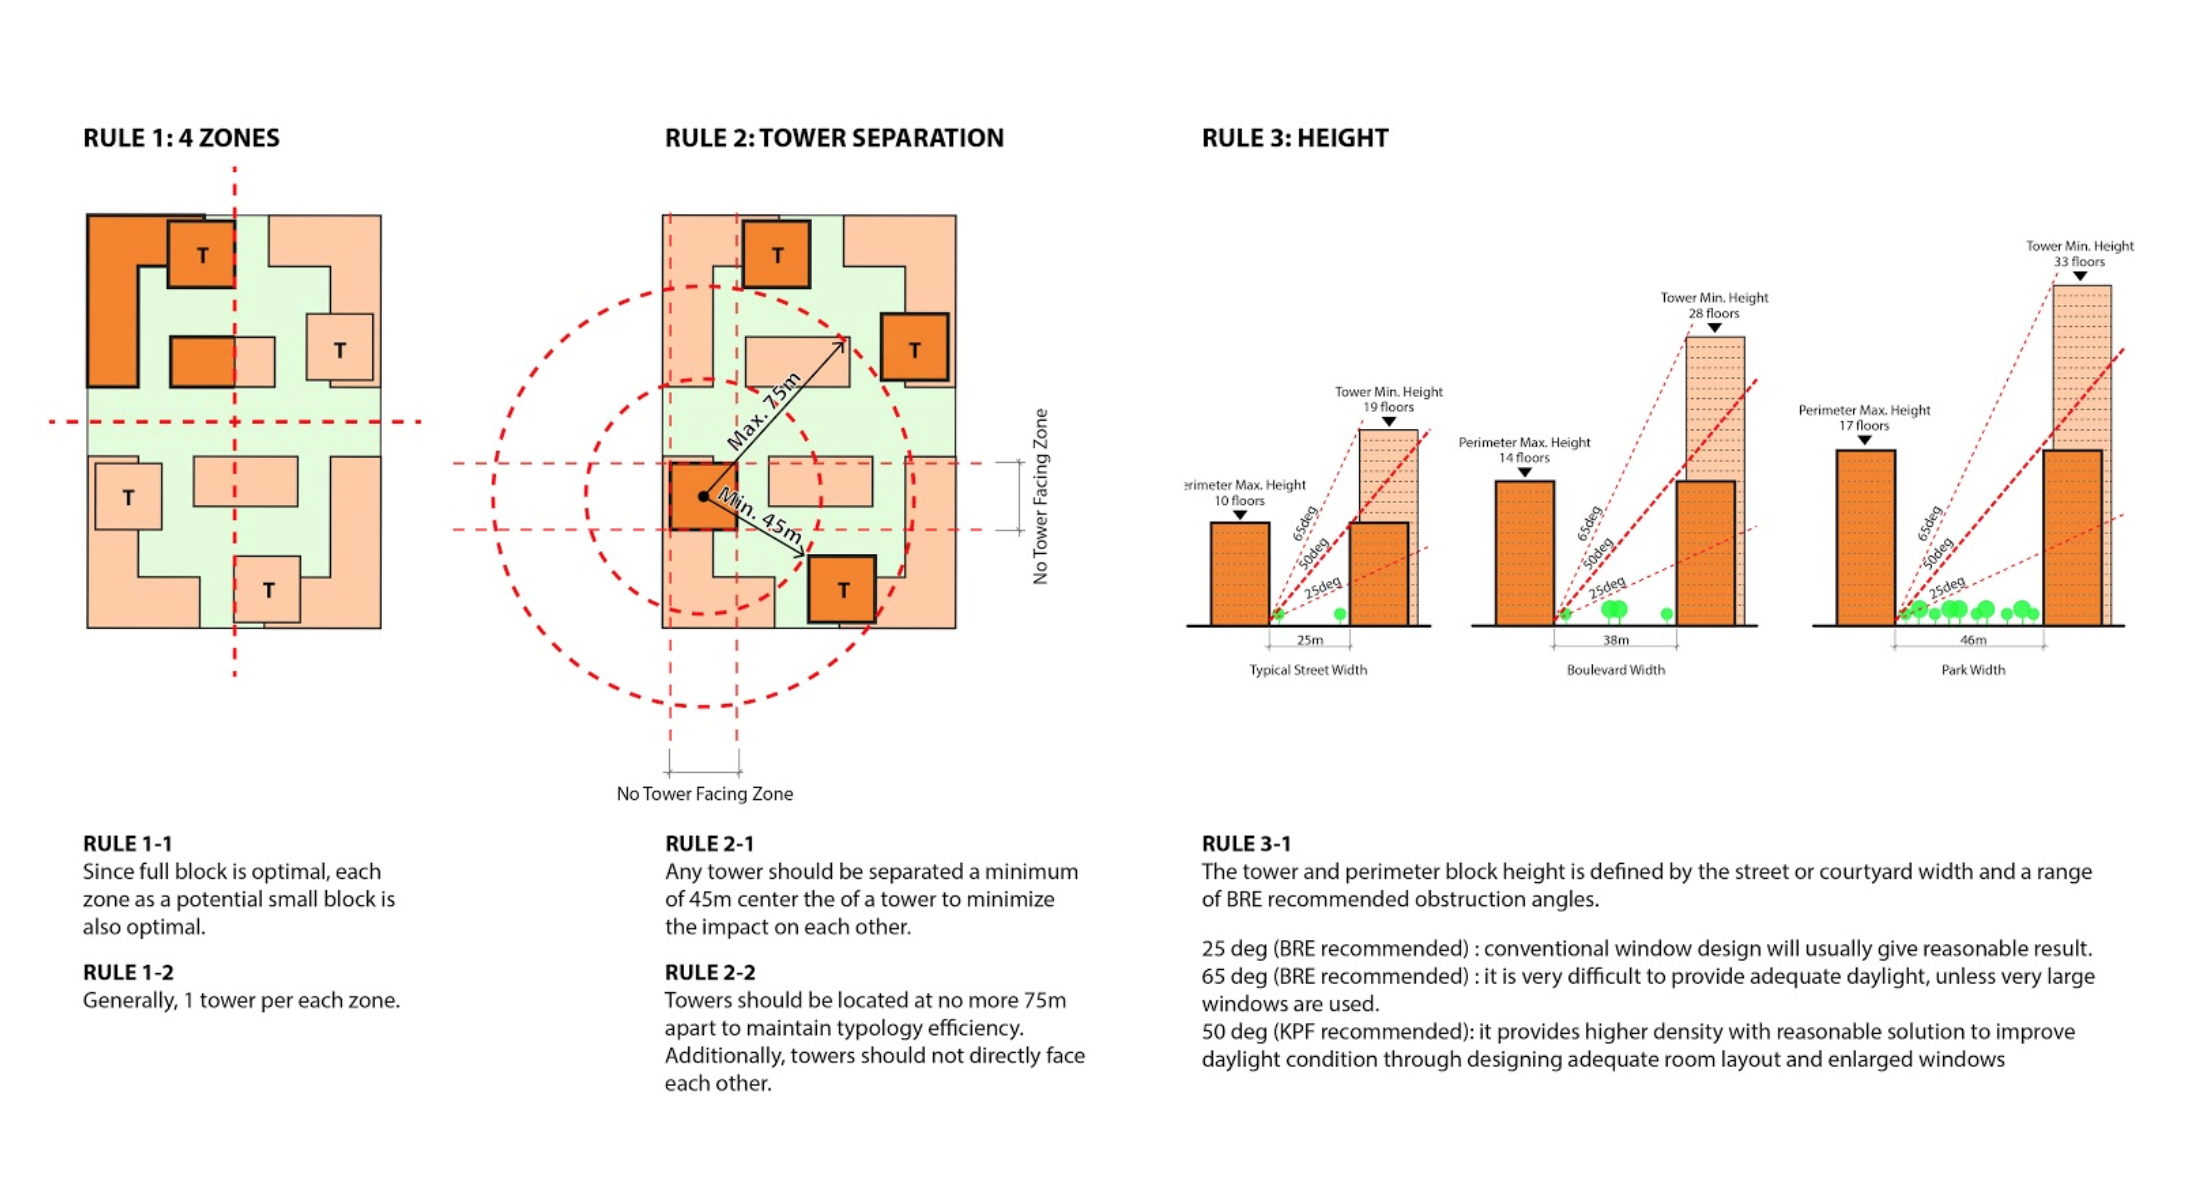 RULE 1: 4 ZONES
T
T
T
T
RULE 1-1
Since full block is optimal, each
zone as a potential small block is
also optimal.
RULE 1-2
Generally, 1 tower per each zone.
RULE 2: TOWER SEPARATION
T
T
Max. 75m
Min. 45m
T
No Tower Facing Zone
No Tower Facing Zone
RULE 2-1
Any tower should be separated a minimum
of 45m center the of a tower to minimize
the impact on each other.
RULE 2-2
Towers should be located at no more 75m
apart to maintain typology efficiency.
Additionally, towers should not directly face
each other.
RULE 3: HEIGHT
erimeter Max. Height
10 floors
Tower Min. Height
19 floors
65deg
50deg
25deg
25m
Typical Street Width
Perimeter Max. Height
14 floors
Tower Min. Height
28 floors
65deg
50deg
25deg
38m
Boulevard Width
Perimeter Max. Height
17 floors
Tower Min. Height
33 floors
65deg
50deg
25deg
46m
Park Width
RULE 3-1
The tower and perimeter block height is defined by the street or courtyard width and a range
of BRE recommended obstruction angles.
25 deg (BRE recommended) : conventional window design will usually give reasonable result.
65 deg (BRE recommended) : it is very difficult to provide adequate daylight, unless very large
windows are used.
50 deg (KPF recommended): it provides higher density with reasonable solution to improve
daylight condition through designing adequate room layout and enlarged windows